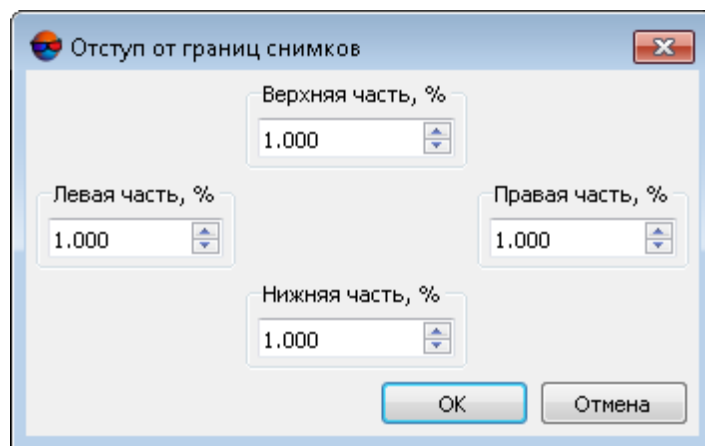 Отступ от границ снимков
Верхняя часть, %
1.000
Левая часть, %
1.000
Правая часть, %
1.000
Нижняя часть, %
1.000
OK
Отмена